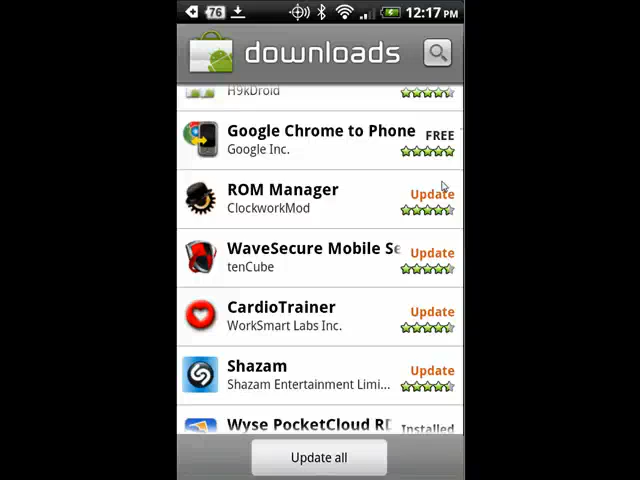 76
12:17 PM
downloads
H9kDroid
Google Chrome to Phone
FREE
Google Inc.
ROM Manager
Update
ClockworkMod
WaveSecure Mobile Se
Update
tenCube
CardioTrainer
Update
WorkSmart Labs Inc.
Shazam
Update
Shazam Entertainment Limi...
Wyse PocketCloud RD
Installed
Update all